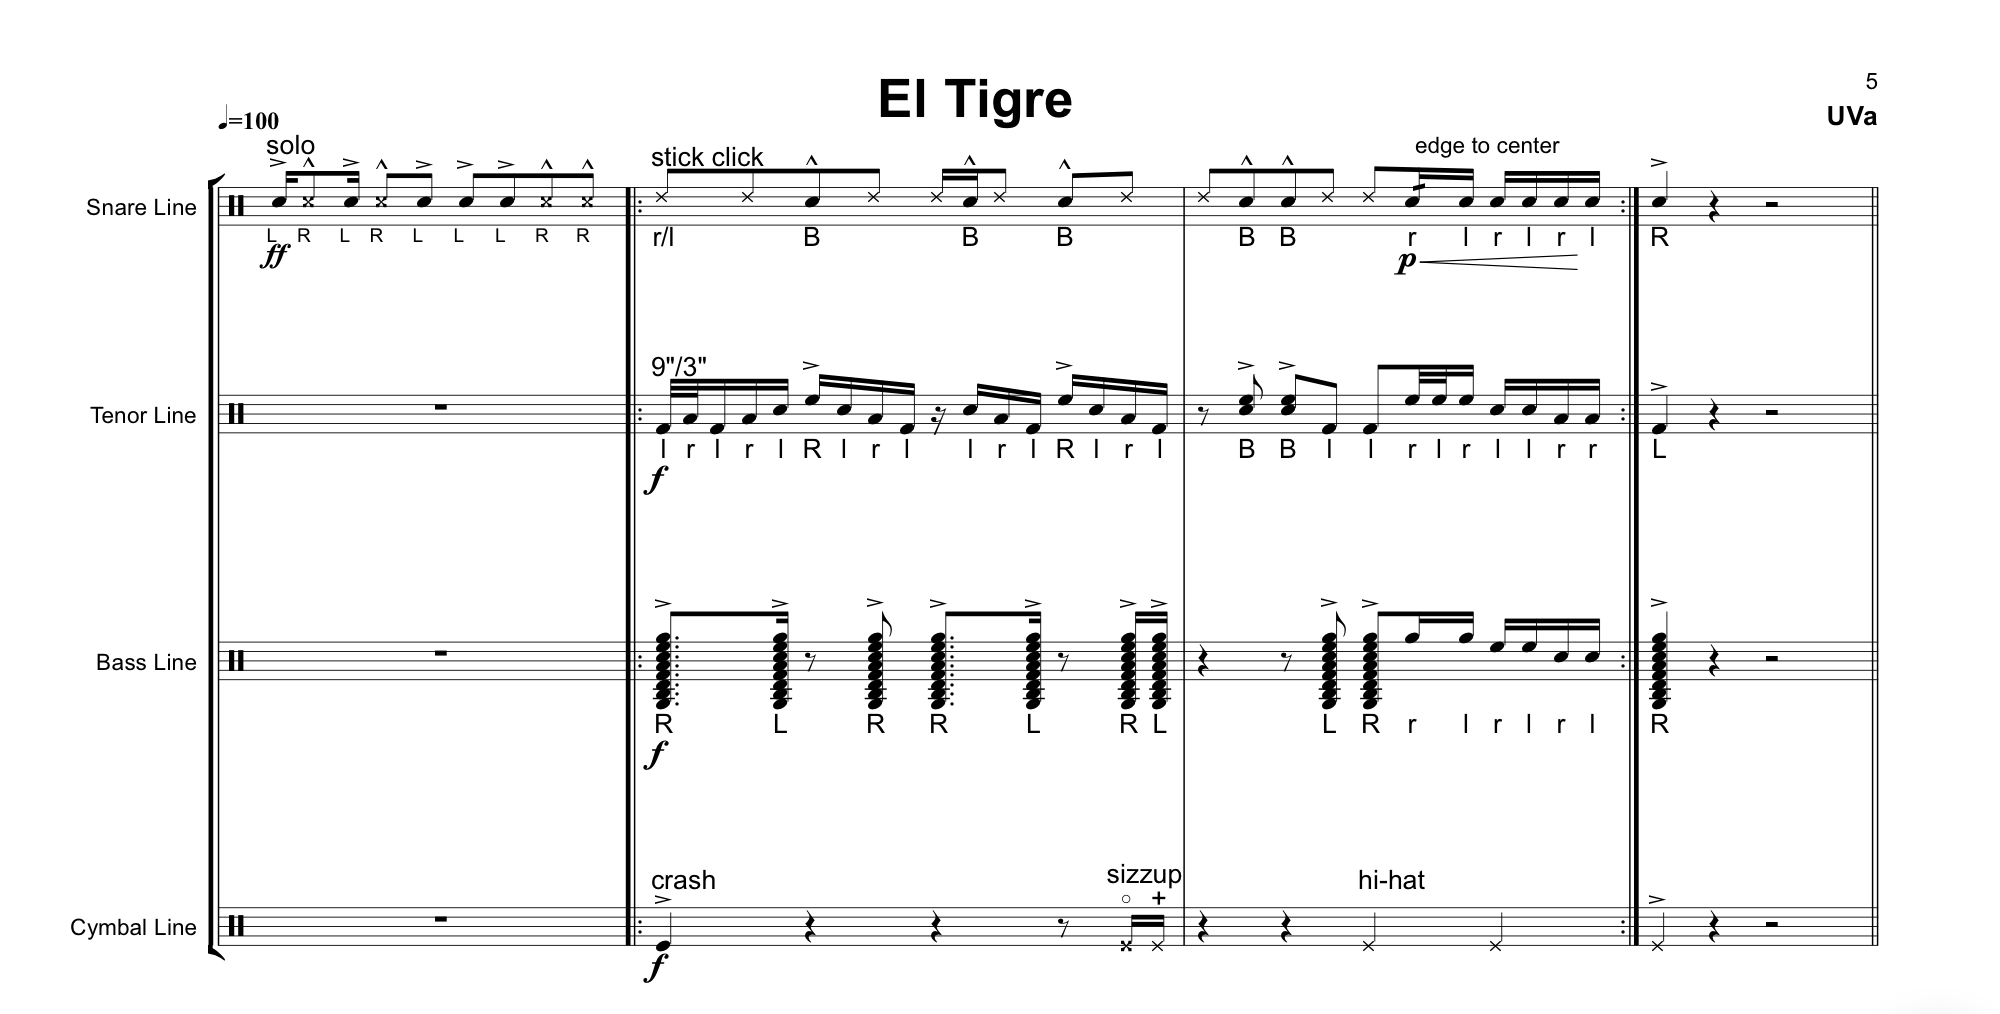 El Tigre
5
UVa
♩=100
solo
stick click
edge to center
Snare Line
L R L R L L L R R r/l B B B B B r l r l r l R
ff p
9"/3"
Tenor Line
l r l r l R l r l l r l R l r l B B l l r l r l l r r L
f
Bass Line
R L R R L R L L R r l r l r l R
f
sizzup
crash hi-hat
○ +
Cymbal Line
f